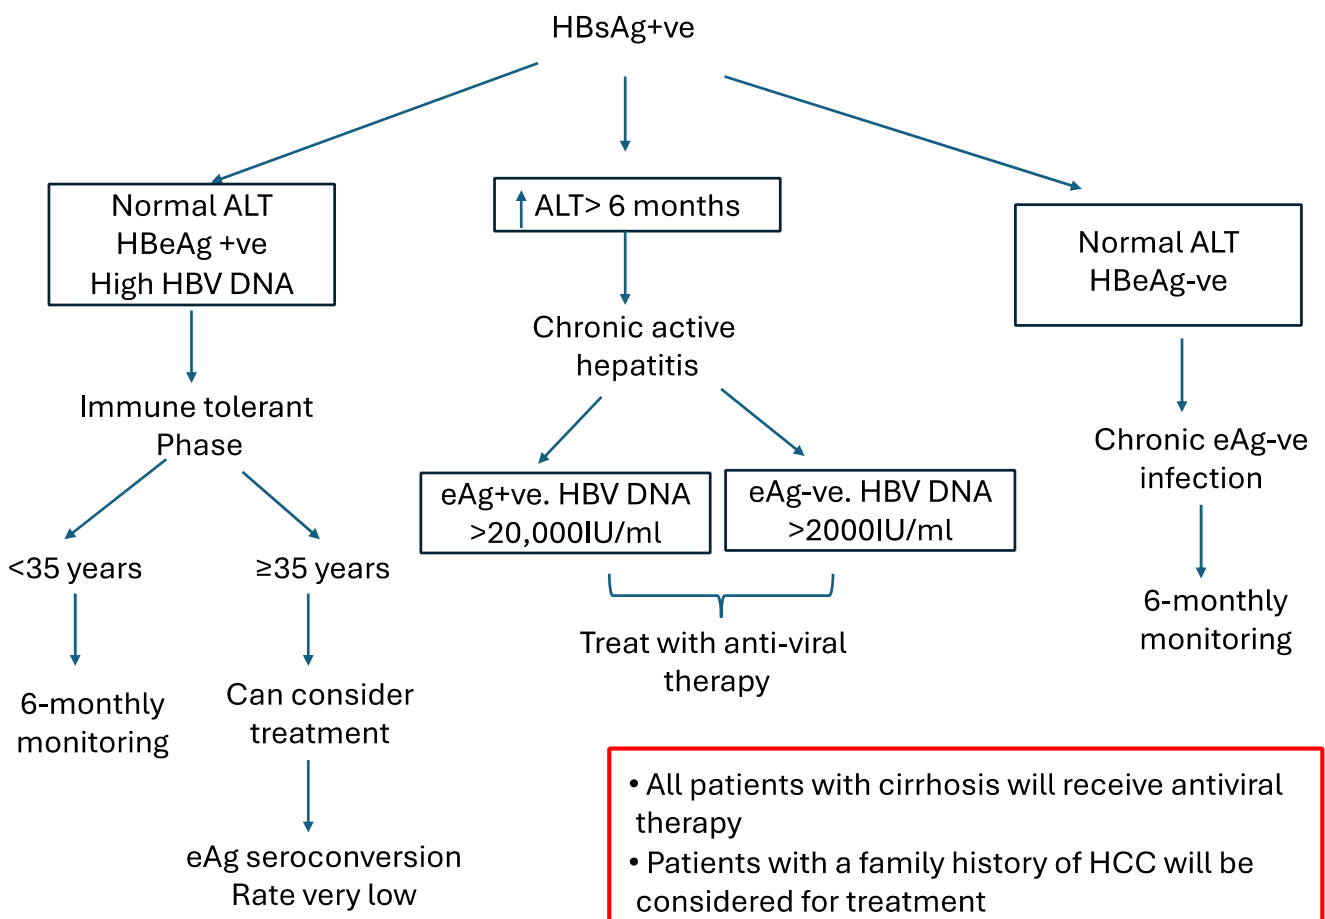 HBsAg+ve
Normal ALT
HBeAg +ve
High HBV DNA
Immune tolerant
Phase
<35 years
6-monthly
monitoring
≥35 years
Can consider
treatment
eAg seroconversion
Rate very low
ALT> 6 months
Chronic active
hepatitis
eAg+ve. HBV DNA
>20,000IU/ml
eAg-ve. HBV DNA
>2000IU/ml
Treat with anti-viral
therapy
Normal ALT
HBeAg-ve
Chronic eAg-ve
infection
6-monthly
monitoring
• All patients with cirrhosis will receive antiviral
therapy
• Patients with a family history of HCC will be
considered for treatment